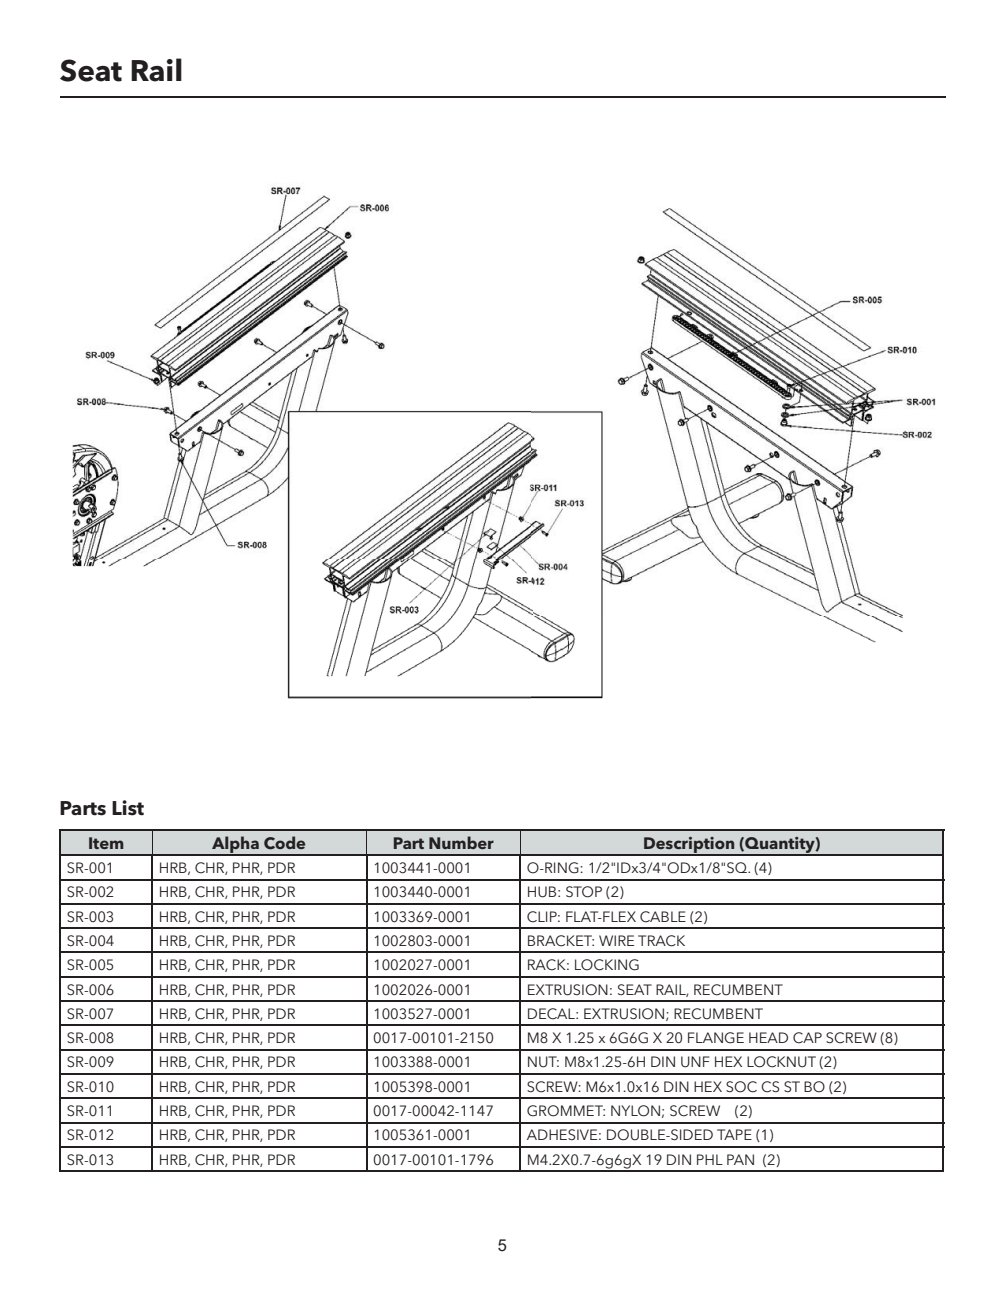 Seat Rail
SR-007
SR-006
SR-005
SR-009
SR-010
SR-008
SR-001
SR-002
SR-011
SR-013
SR-008
SR-004
SR-412
SR-003
Parts List
Item Alpha Code Part Number Description (Quantity)
SR-001 HRB, CHR, PHR, PDR 1003441-0001 O-RING: 1/2"IDx3/4"ODx1/8"SQ. (4)
SR-002 HRB, CHR, PHR, PDR 1003440-0001 HUB: STOP (2)
SR-003 HRB, CHR, PHR, PDR 1003369-0001 CLIP: FLAT-FLEX CABLE (2)
SR-004 HRB, CHR, PHR, PDR 1002803-0001 BRACKET: WIRE TRACK
SR-005 HRB, CHR, PHR, PDR 1002027-0001 RACK: LOCKING
SR-006 HRB, CHR, PHR, PDR 1002026-0001 EXTRUSION: SEAT RAIL, RECUMBENT
SR-007 HRB, CHR, PHR, PDR 1003527-0001 DECAL: EXTRUSION; RECUMBENT
SR-008 HRB, CHR, PHR, PDR 0017-00101-2150 M8 X 1.25 x 6G6G X 20 FLANGE HEAD CAP SCREW (8)
SR-009 HRB, CHR, PHR, PDR 1003388-0001 NUT: M8x1.25-6H DIN UNF HEX LOCKNUT (2)
SR-010 HRB, CHR, PHR, PDR 1005398-0001 SCREW: M6x1.0x16 DIN HEX SOC CS ST BO (2)
SR-011 HRB, CHR, PHR, PDR 0017-00042-1147 GROMMET: NYLON; SCREW (2)
SR-012 HRB, CHR, PHR, PDR 1005361-0001 ADHESIVE: DOUBLE-SIDED TAPE (1)
SR-013 HRB, CHR, PHR, PDR 0017-00101-1796 M4.2X0.7-6g6gX 19 DIN PHL PAN (2)
5